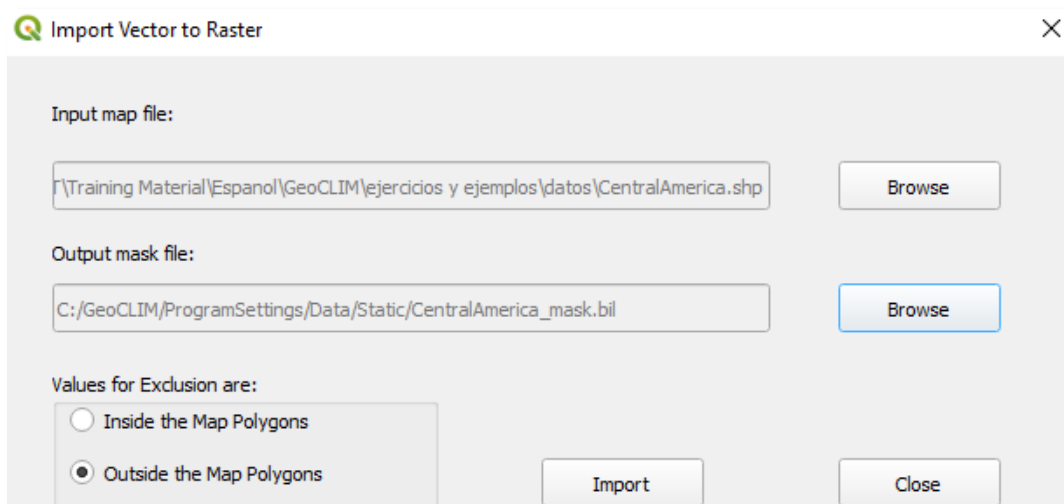 Import Vector to Raster
Input map file:
\Training Material\Espanol\GeoCLIM\ejercicios y ejemplos\datos\CentralAmerica.shp
Browse
Output mask file:
C:/GeoCLIM/ProgramSettings/Data/Static/CentralAmerica_mask.bil
Browse
Values for Exclusion are:
Inside the Map Polygons
Outside the Map Polygons
Import
Close